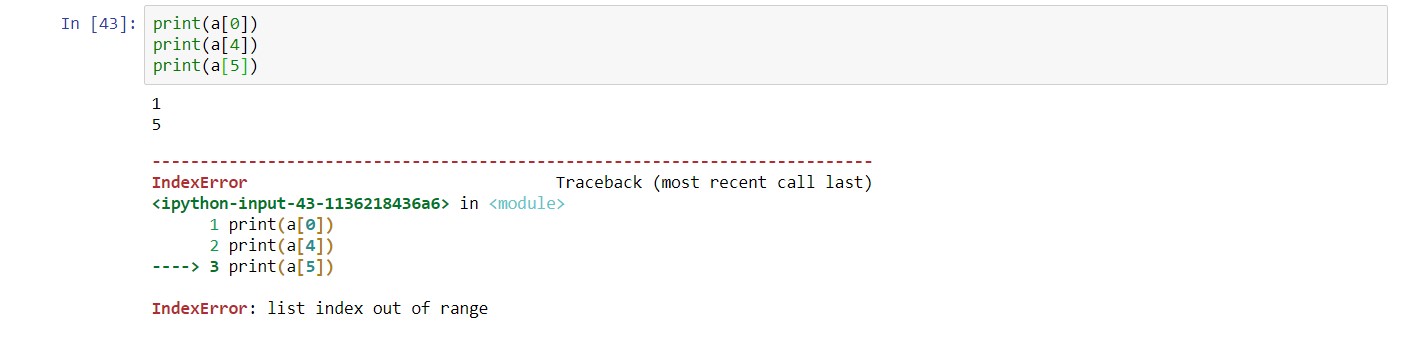 In [43]: print(a[0])
print(a[4])
print(a[5])
1
5
---------------------------------------------------------------------------
IndexError                                Traceback (most recent call last)
<ipython-input-43-1136218436a6> in <module>
      1 print(a[0])
      2 print(a[4])
----> 3 print(a[5])
IndexError: list index out of range